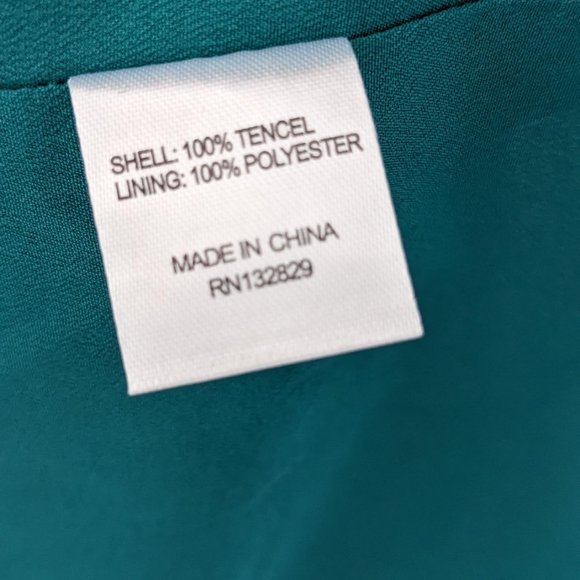 SHELL: 100% TENCEL
LINING: 100% POLYESTER
MADE IN CHINA
RN132829